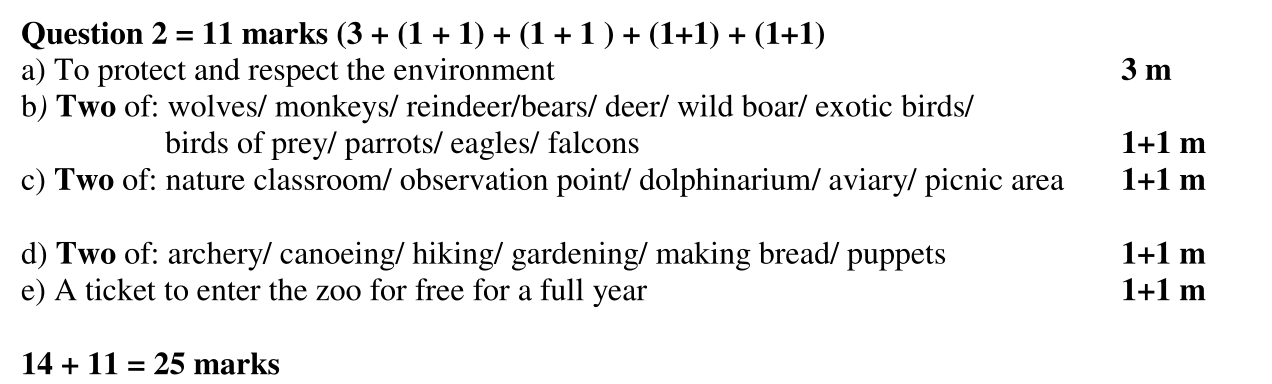 Question 2 = 11 marks (3 + (1 + 1) + (1 + 1 ) + (1+1) + (1+1)
a) To protect and respect the environment 3 m
b) Two of: wolves/ monkeys/ reindeer/bears/ deer/ wild boar/ exotic birds/
birds of prey/ parrots/ eagles/ falcons 1+1 m
c) Two of: nature classroom/ observation point/ dolphinarium/ aviary/ picnic area 1+1 m
d) Two of: archery/ canoeing/ hiking/ gardening/ making bread/ puppets 1+1 m
e) A ticket to enter the zoo for free for a full year 1+1 m
14 + 11 = 25 marks